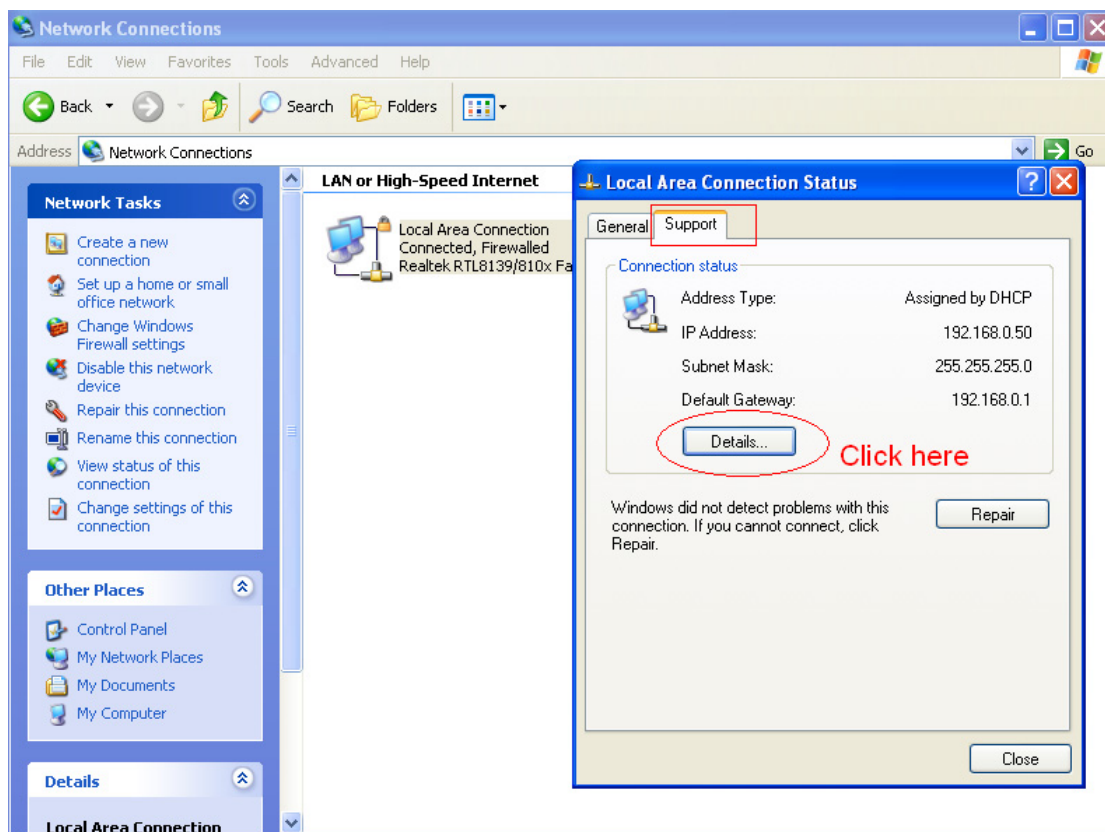 Network Connections
File Edit View Favorites Tools Advanced Help
Back Search Folders
Address Network Connections Go
Network Tasks
Create a new
connection
Set up a home or small
office network
Change Windows
Firewall settings
Disable this network
device
Repair this connection
Rename this connection
View status of this
connection
Change settings of this
connection
Other Places
Control Panel
My Network Places
My Documents
My Computer
Details
Local Area Connection
LAN or High-Speed Internet
Local Area Connection
Connected, Firewalled
Realtek RTL8139/810x Fa
Local Area Connection Status
General Support
Connection status
Address Type: Assigned by DHCP
IP Address: 192.168.0.50
Subnet Mask: 255.255.255.0
Default Gateway: 192.168.0.1
Details...
Click here
Windows did not detect problems with this
connection. If you cannot connect, click
Repair.
Repair
Close